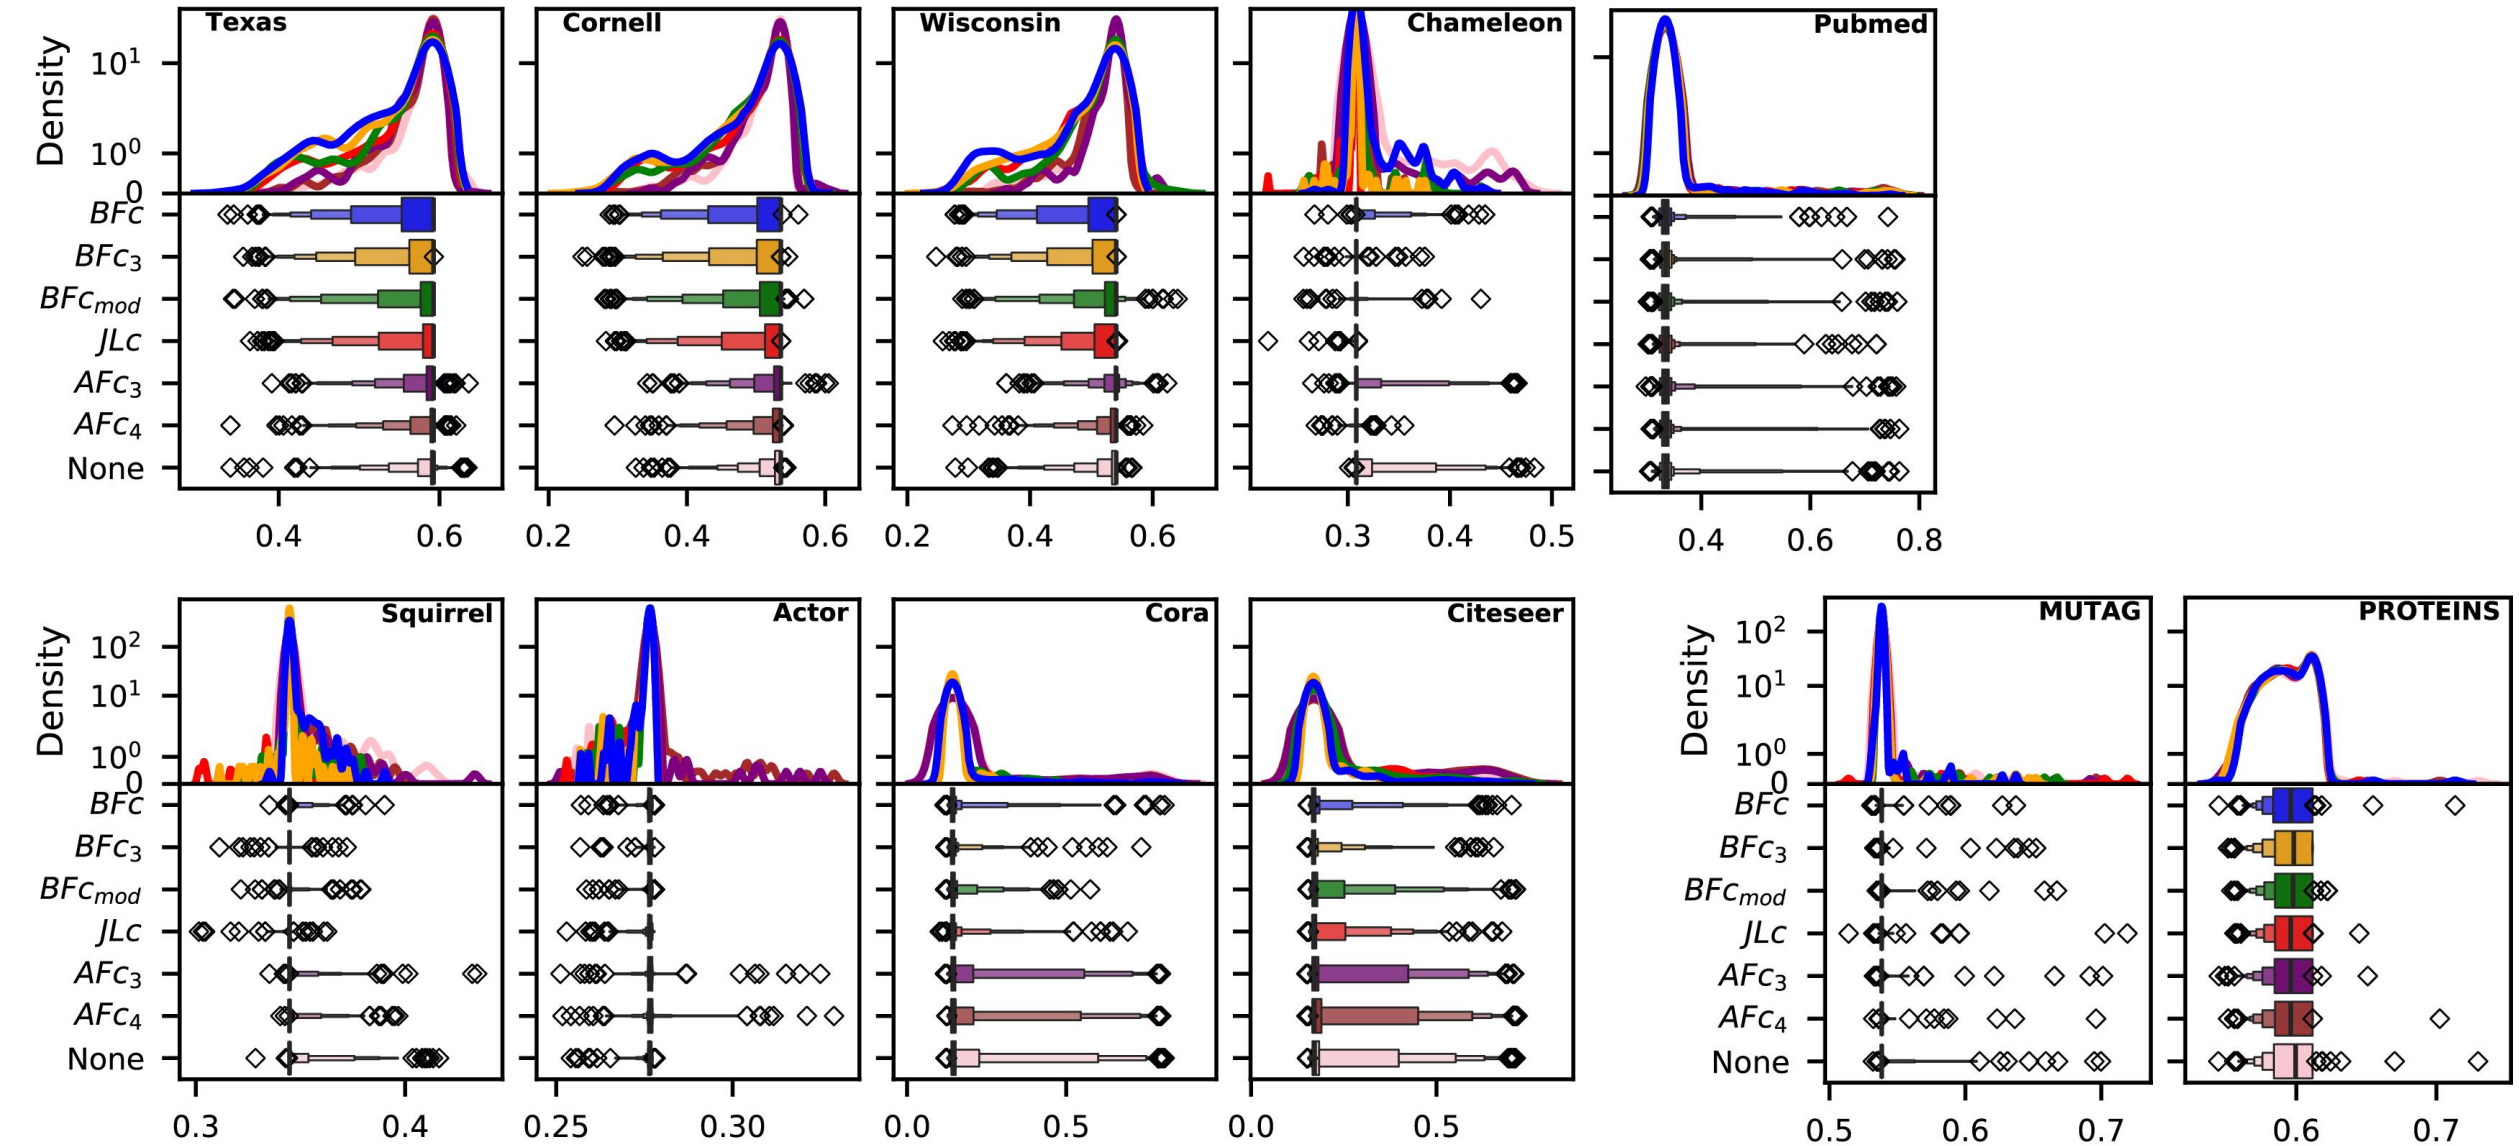 Texas
Cornell
Wisconsin
Chameleon
Pubmed
Density
10¹
10⁰
0
BFc
BFc₃
BFc_mod
JLc
AFc₃
AFc₄
None
0.4 0.6
0.2 0.4 0.6
0.2 0.4 0.6
0.3 0.4 0.5
0.4 0.6 0.8
Squirrel
Actor
Cora
Citeseer
Density
10²
10¹
10⁰
0
BFc
BFc₃
BFc_mod
JLc
AFc₃
AFc₄
None
0.3 0.4
0.25 0.30
0.0 0.5
0.0 0.5
MUTAG
PROTEINS
Density
10²
10¹
10⁰
0
BFc
BFc₃
BFc_mod
JLc
AFc₃
AFc₄
None
0.5 0.6 0.7
0.6 0.7